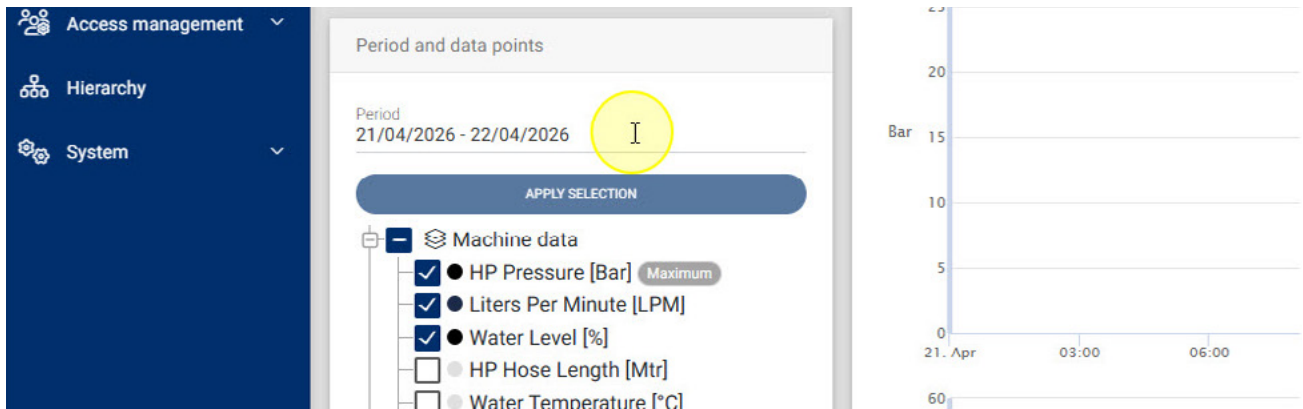 Access management
Hierarchy
System
Period and data points
Period
21/04/2026 - 22/04/2026
APPLY SELECTION
Machine data
HP Pressure [Bar] Maximum
Liters Per Minute [LPM]
Water Level [%]
HP Hose Length [Mtr]
Water Temperature [°C]
25
20
Bar 15
10
5
0
21. Apr 03:00 06:00
60